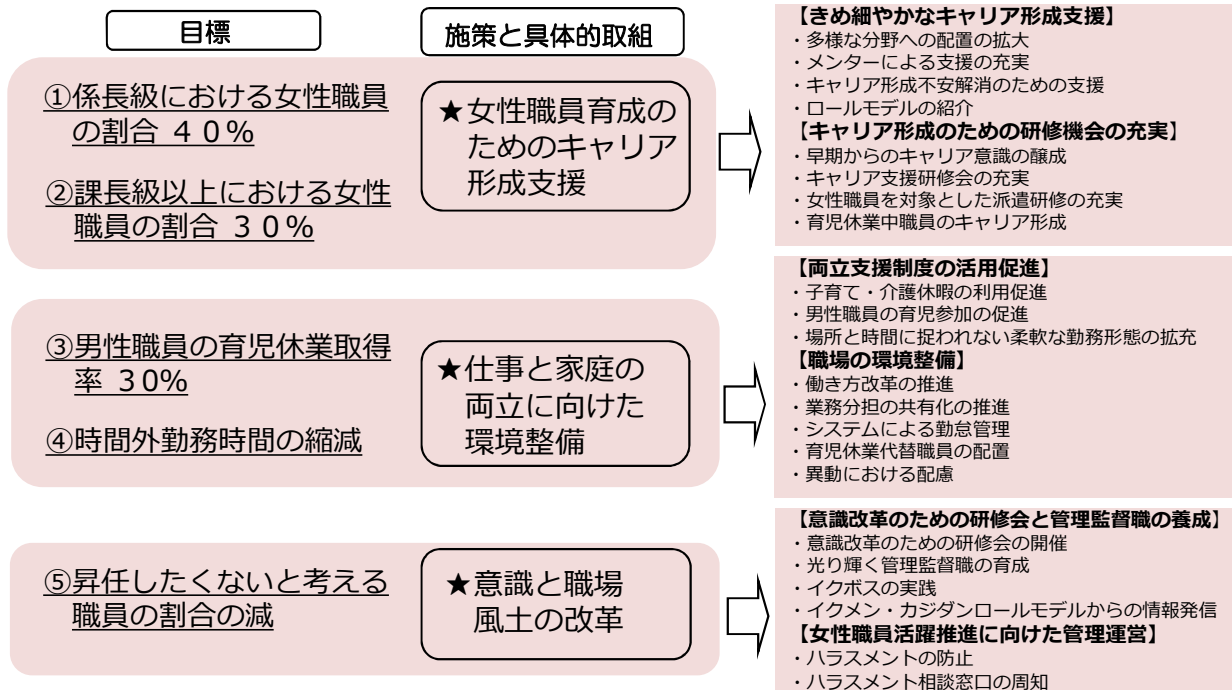 目標
施策と具体的取組
①係長級における女性職員
の割合 ４０％
②課長級以上における女性
職員の割合 ３０％
★女性職員育成の
ためのキャリア
形成支援
【きめ細やかなキャリア形成支援】
・多様な分野への配置の拡大
・メンターによる支援の充実
・キャリア形成不安解消のための支援
・ロールモデルの紹介
【キャリア形成のための研修機会の充実】
・早期からのキャリア意識の醸成
・キャリア支援研修会の充実
・女性職員を対象とした派遣研修の充実
・育児休業中職員のキャリア形成
③男性職員の育児休業取得
率 30%
④時間外勤務時間の縮減
★仕事と家庭の
両立に向けた
環境整備
【両立支援制度の活用促進】
・子育て・介護休暇の利用促進
・男性職員の育児参加の促進
・場所と時間に捉われない柔軟な勤務形態の拡充
【職場の環境整備】
・働き方改革の推進
・業務分担の共有化の推進
・システムによる勤怠管理
・育児休業代替職員の配置
・異動における配慮
⑤昇任したくないと考える
職員の割合の減
★意識と職場
風土の改革
【意識改革のための研修会と管理監督職の養成】
・意識改革のための研修会の開催
・光り輝く管理監督職の育成
・イクボスの実践
・イクメン・カジダンロールモデルからの情報発信
【女性職員活躍推進に向けた管理運営】
・ハラスメントの防止
・ハラスメント相談窓口の周知